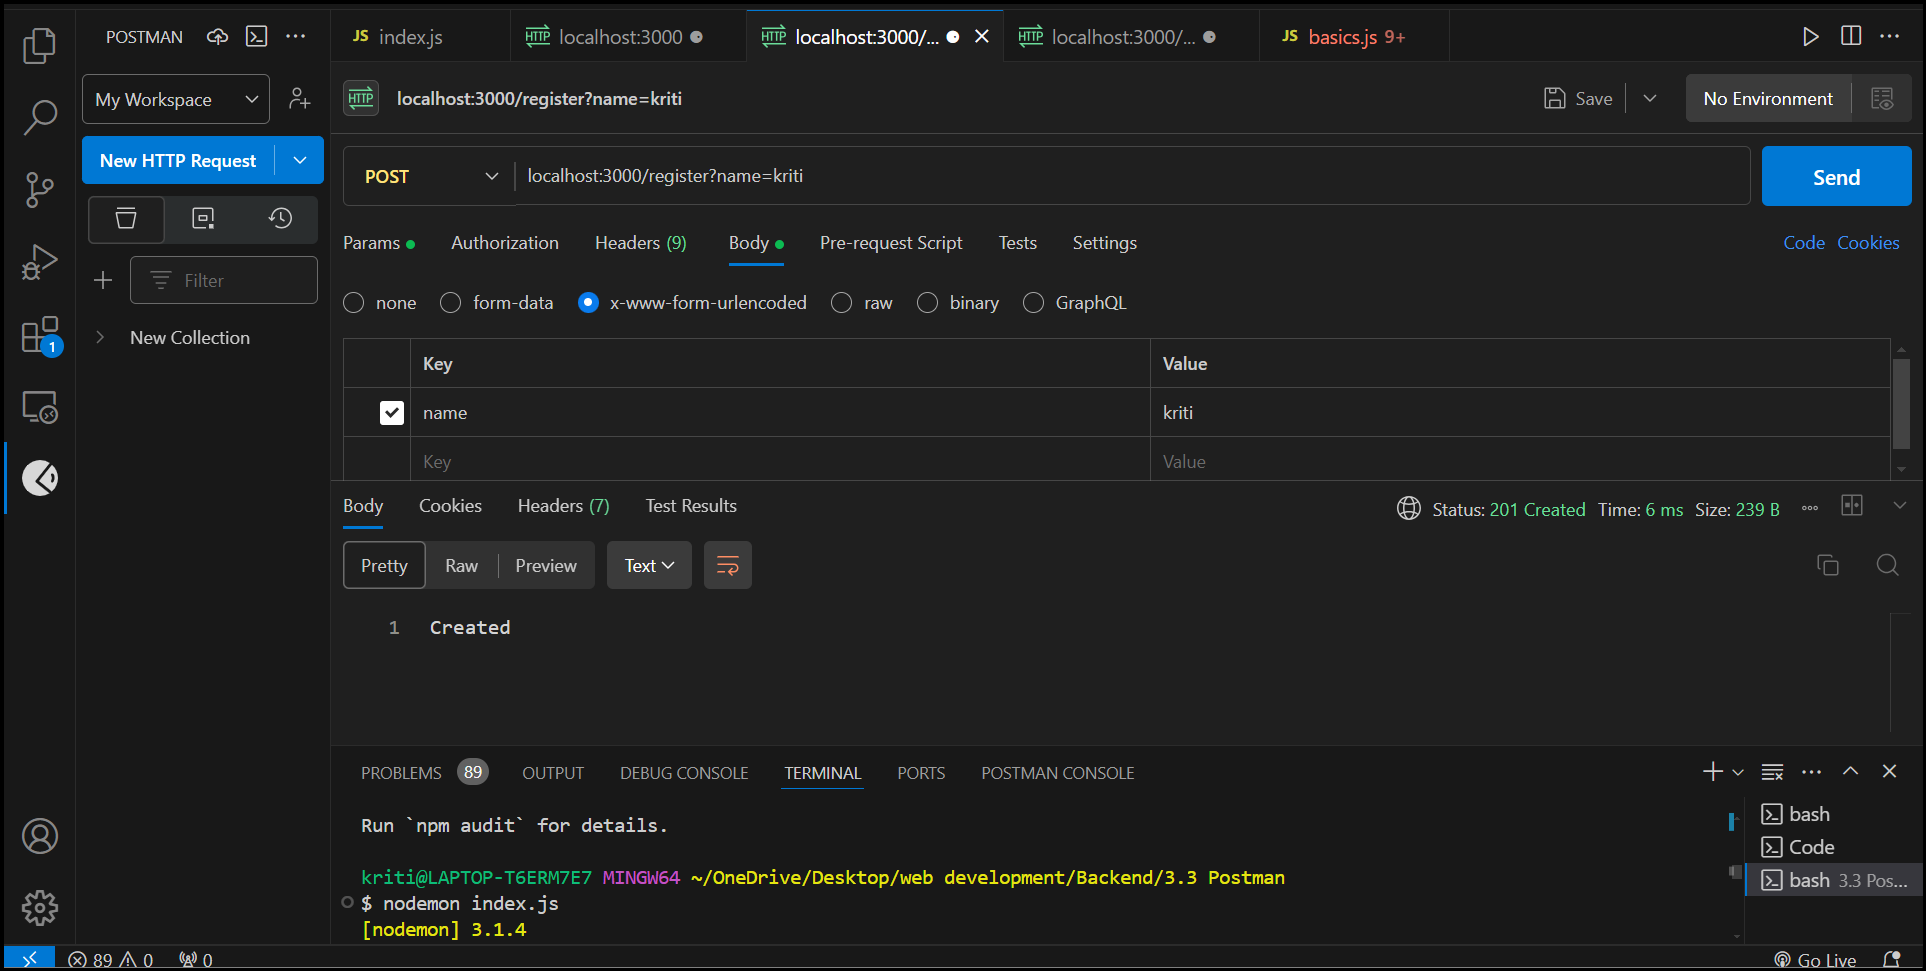 POSTMAN
JS index.js
HTTP localhost:3000
HTTP localhost:3000/...
HTTP localhost:3000/...
JS basics.js 9+
My Workspace
HTTP localhost:3000/register?name=kriti
Save
No Environment
New HTTP Request
POST
localhost:3000/register?name=kriti
Send
Params
Authorization
Headers (9)
Body
Pre-request Script
Tests
Settings
Code
Cookies
Filter
none
form-data
x-www-form-urlencoded
raw
binary
GraphQL
New Collection
1
Key
Value
name
kriti
Key
Value
Body
Cookies
Headers (7)
Test Results
Status: 201 Created
Time: 6 ms
Size: 239 B
Pretty
Raw
Preview
Text
1 Created
PROBLEMS 89
OUTPUT
DEBUG CONSOLE
TERMINAL
PORTS
POSTMAN CONSOLE
Run `npm audit` for details.
kriti@LAPTOP-T6ERM7E7 MINGW64 ~/OneDrive/Desktop/web development/Backend/3.3 Postman
$ nodemon index.js
[nodemon] 3.1.4
bash
Code
bash 3.3 Pos...
89 0
0
Go Live